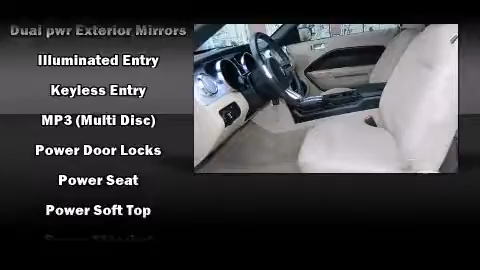 Dual pwr Exterior Mirrors
Illuminated Entry
Keyless Entry
MP3 (Multi Disc)
Power Door Locks
Power Seat
Power Soft Top